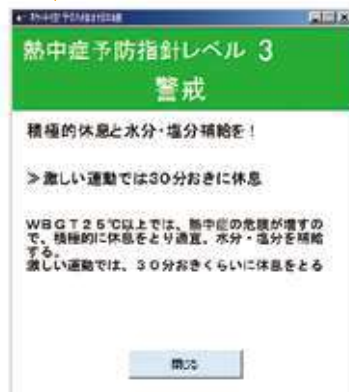 熱中症予防指針レベル 3
警戒
積極的休息と水分・塩分補給を！
≫激しい運動では30分おきに休息
WBGT25℃以上では、熱中症の危険が増すの
で、積極的に休息をとり適宜、水分・塩分を補給
する。
激しい運動では、30分おきくらいに休息をとる
閉じる